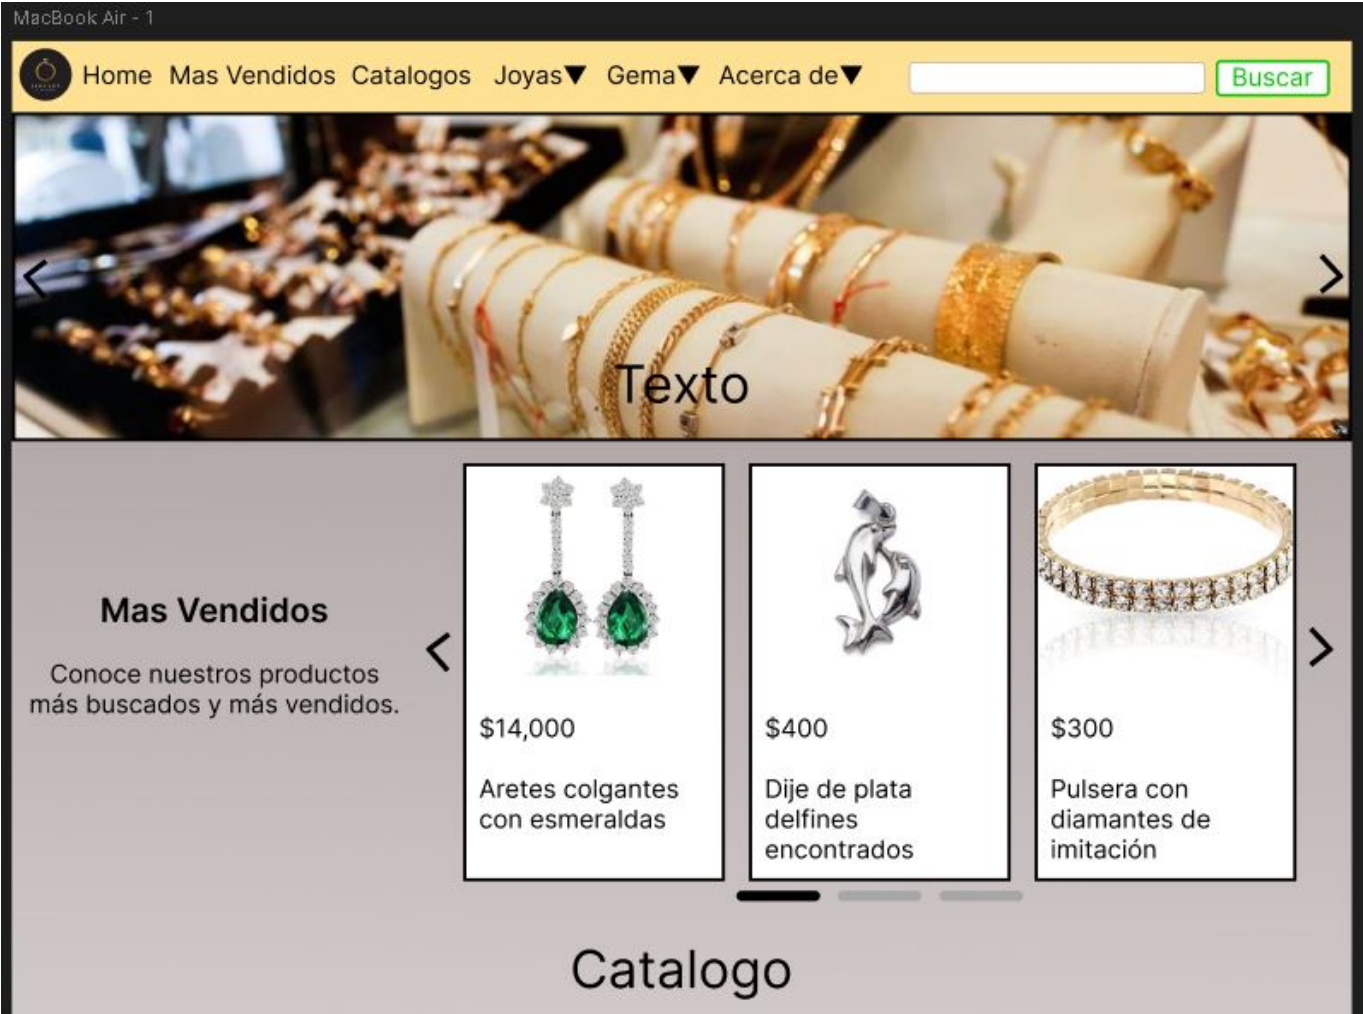 MacBook Air - 1
Home Mas Vendidos Catalogos Joyas▼ Gema▼ Acerca de▼ Buscar
Texto
Mas Vendidos
Conoce nuestros productos
más buscados y más vendidos.
$14,000
Aretes colgantes
con esmeraldas
$400
Dije de plata
delfines
encontrados
$300
Pulsera con
diamantes de
imitación
Catalogo